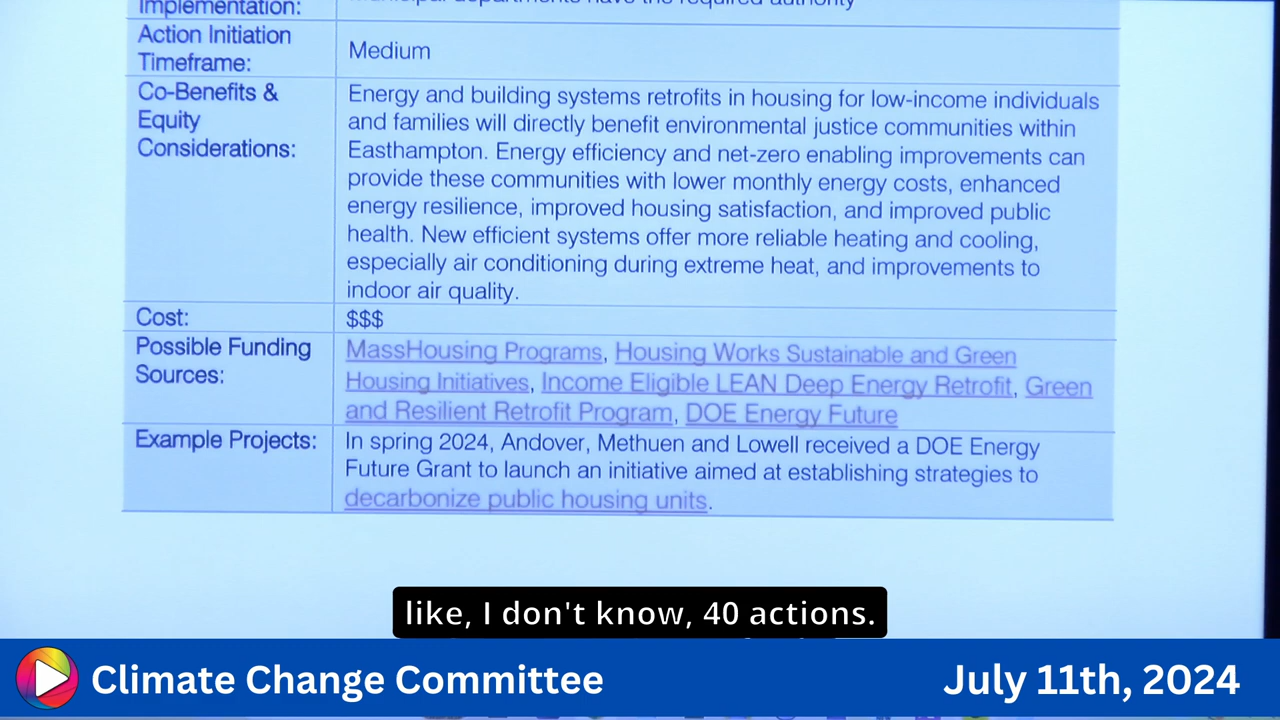 Implementation:
Municipal departments have the required authority
Action Initiation
Timeframe:
Medium
Co-Benefits &
Equity
Considerations:
Energy and building systems retrofits in housing for low-income individuals
and families will directly benefit environmental justice communities within
Easthampton. Energy efficiency and net-zero enabling improvements can
provide these communities with lower monthly energy costs, enhanced
energy resilience, improved housing satisfaction, and improved public
health. New efficient systems offer more reliable heating and cooling,
especially air conditioning during extreme heat, and improvements to
indoor air quality.
Cost:
$$$
Possible Funding
Sources:
MassHousing Programs, Housing Works Sustainable and Green
Housing Initiatives, Income Eligible LEAN Deep Energy Retrofit, Green
and Resilient Retrofit Program, DOE Energy Future
Example Projects:
In spring 2024, Andover, Methuen and Lowell received a DOE Energy
Future Grant to launch an initiative aimed at establishing strategies to
decarbonize public housing units.
like, I don't know, 40 actions.
Climate Change Committee
July 11th, 2024